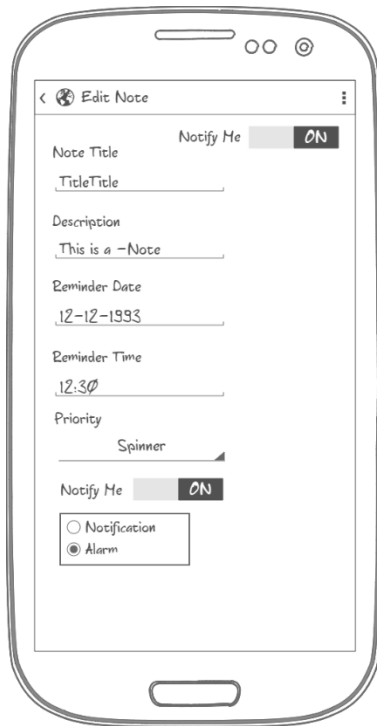 Edit Note
Notify Me ON
Note Title
TitleTitle
Description
This is a -Note
Reminder Date
12-12-1993
Reminder Time
12:30
Priority
Spinner
Notify Me ON
Notification
Alarm